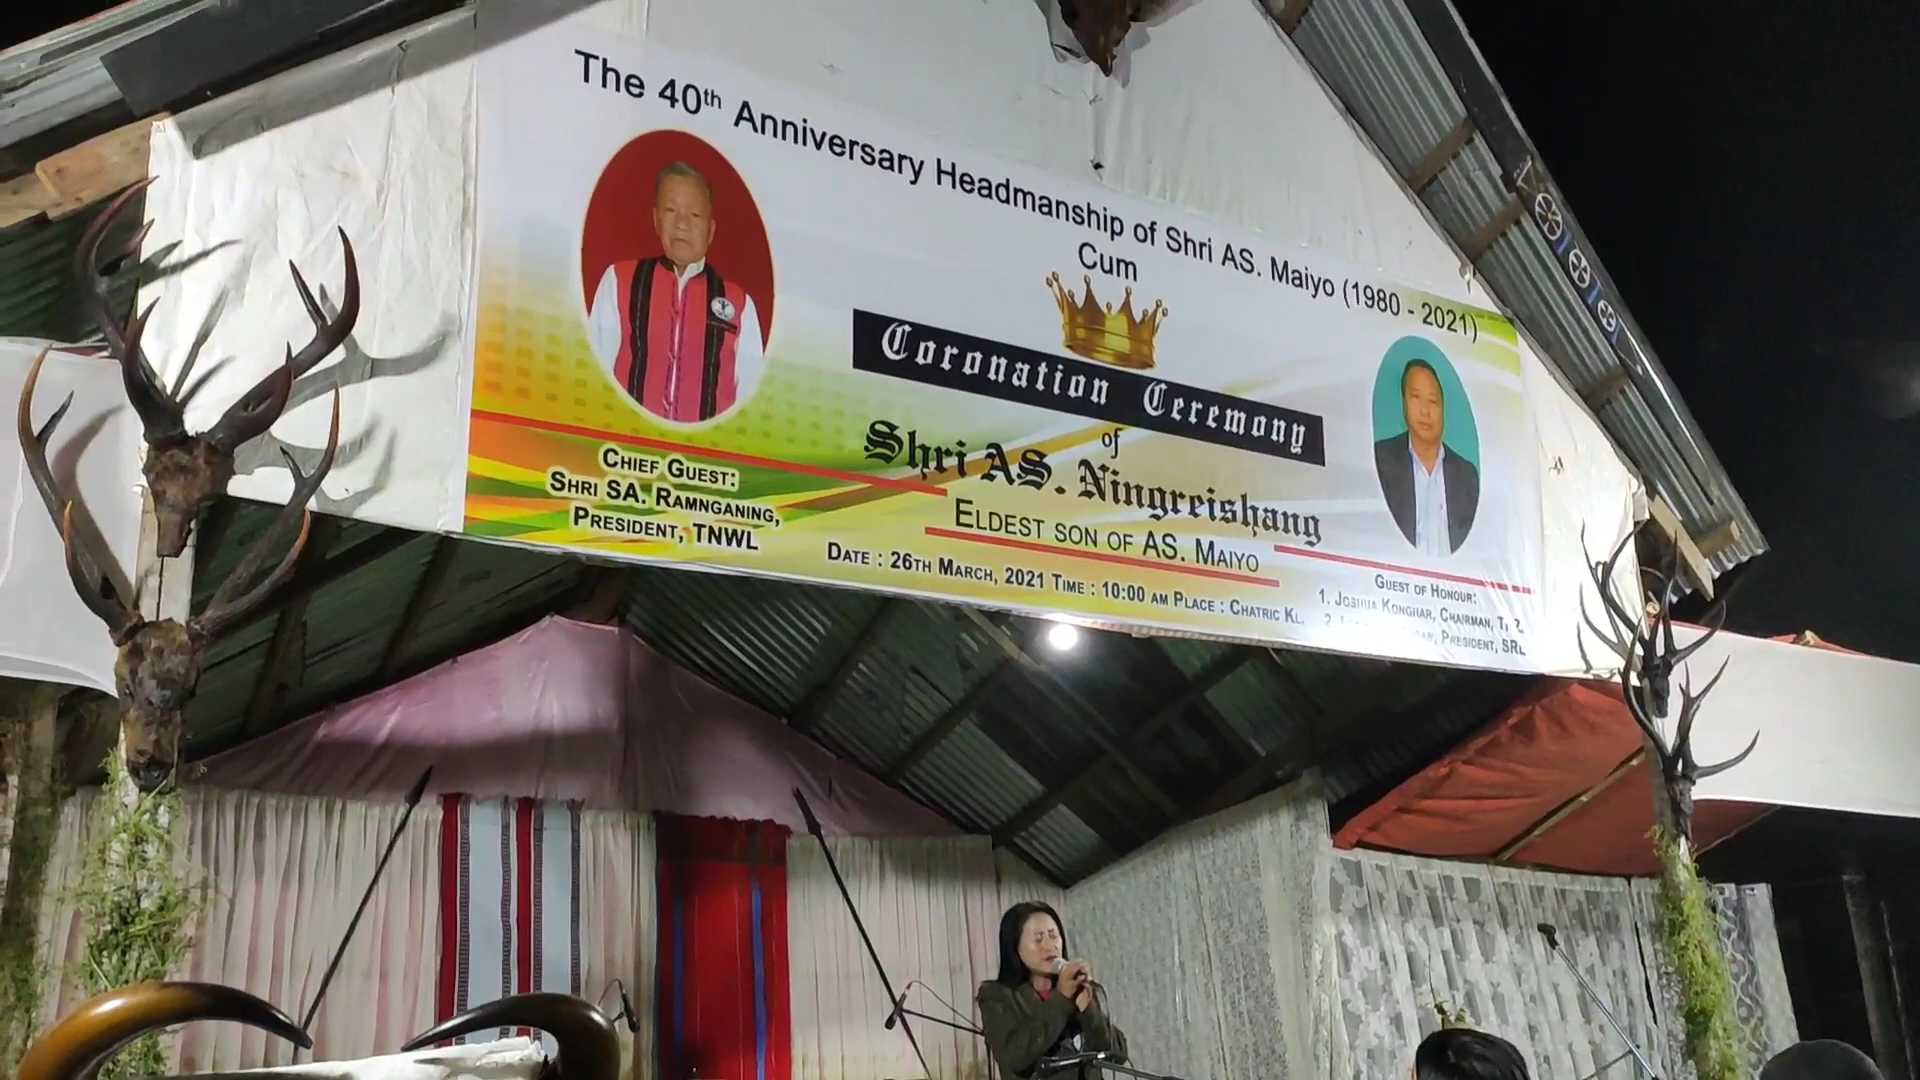 The 40th Anniversary Headmanship of Shri AS. Maiyo (1980 - 2021)
Cum
Coronation Ceremony
of
Shri AS. Ningreishang
ELDEST SON OF AS. MAIYO
CHIEF GUEST:
SHRI SA. RAMNGANING,
PRESIDENT, TNWL
DATE : 26TH MARCH, 2021 TIME : 10:00 AM PLACE : CHATRIC KL.
GUEST OF HONOUR:
1. JOSHUA KONGHAR, CHAIRMAN,
2. PRESIDENT,